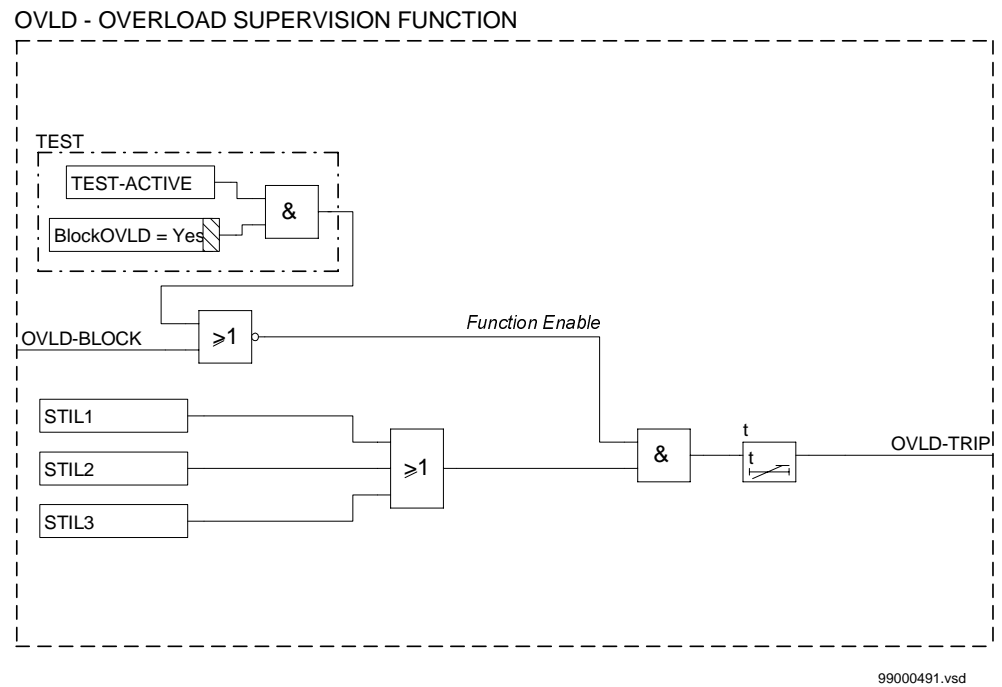 OVLD - OVERLOAD SUPERVISION FUNCTION
TEST
TEST-ACTIVE
&
BlockOVLD = Yes
Function Enable
OVLD-BLOCK
⩾1
STIL1
t
OVLD-TRIP
&
t
STIL2
⩾1
STIL3
99000491.vsd